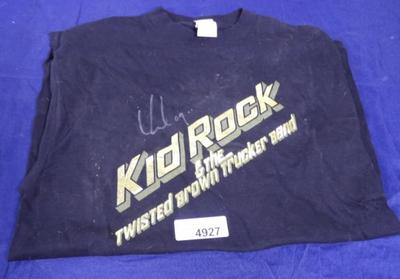 Kid Rock
& the
Twisted Brown Trucker Band
4927